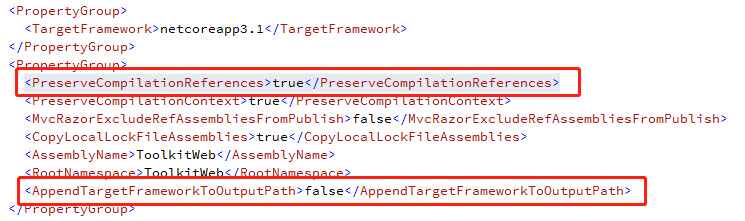 <PropertyGroup>
<TargetFramework>netcoreapp3.1</TargetFramework>
</PropertyGroup>
<PropertyGroup>
<PreserveCompilationReferences>true</PreserveCompilationReferences>
<PreserveCompilationContext>true</PreserveCompilationContext>
<MvcRazorExcludeRefAssembliesFromPublish>false</MvcRazorExcludeRefAssembliesFromPublish>
<CopyLocalLockFileAssemblies>true</CopyLocalLockFileAssemblies>
<AssemblyName>ToolkitWeb</AssemblyName>
<RootNamespace>ToolkitWeb</RootNamespace>
<AppendTargetFrameworkToOutputPath>false</AppendTargetFrameworkToOutputPath>
</PropertyGroup>